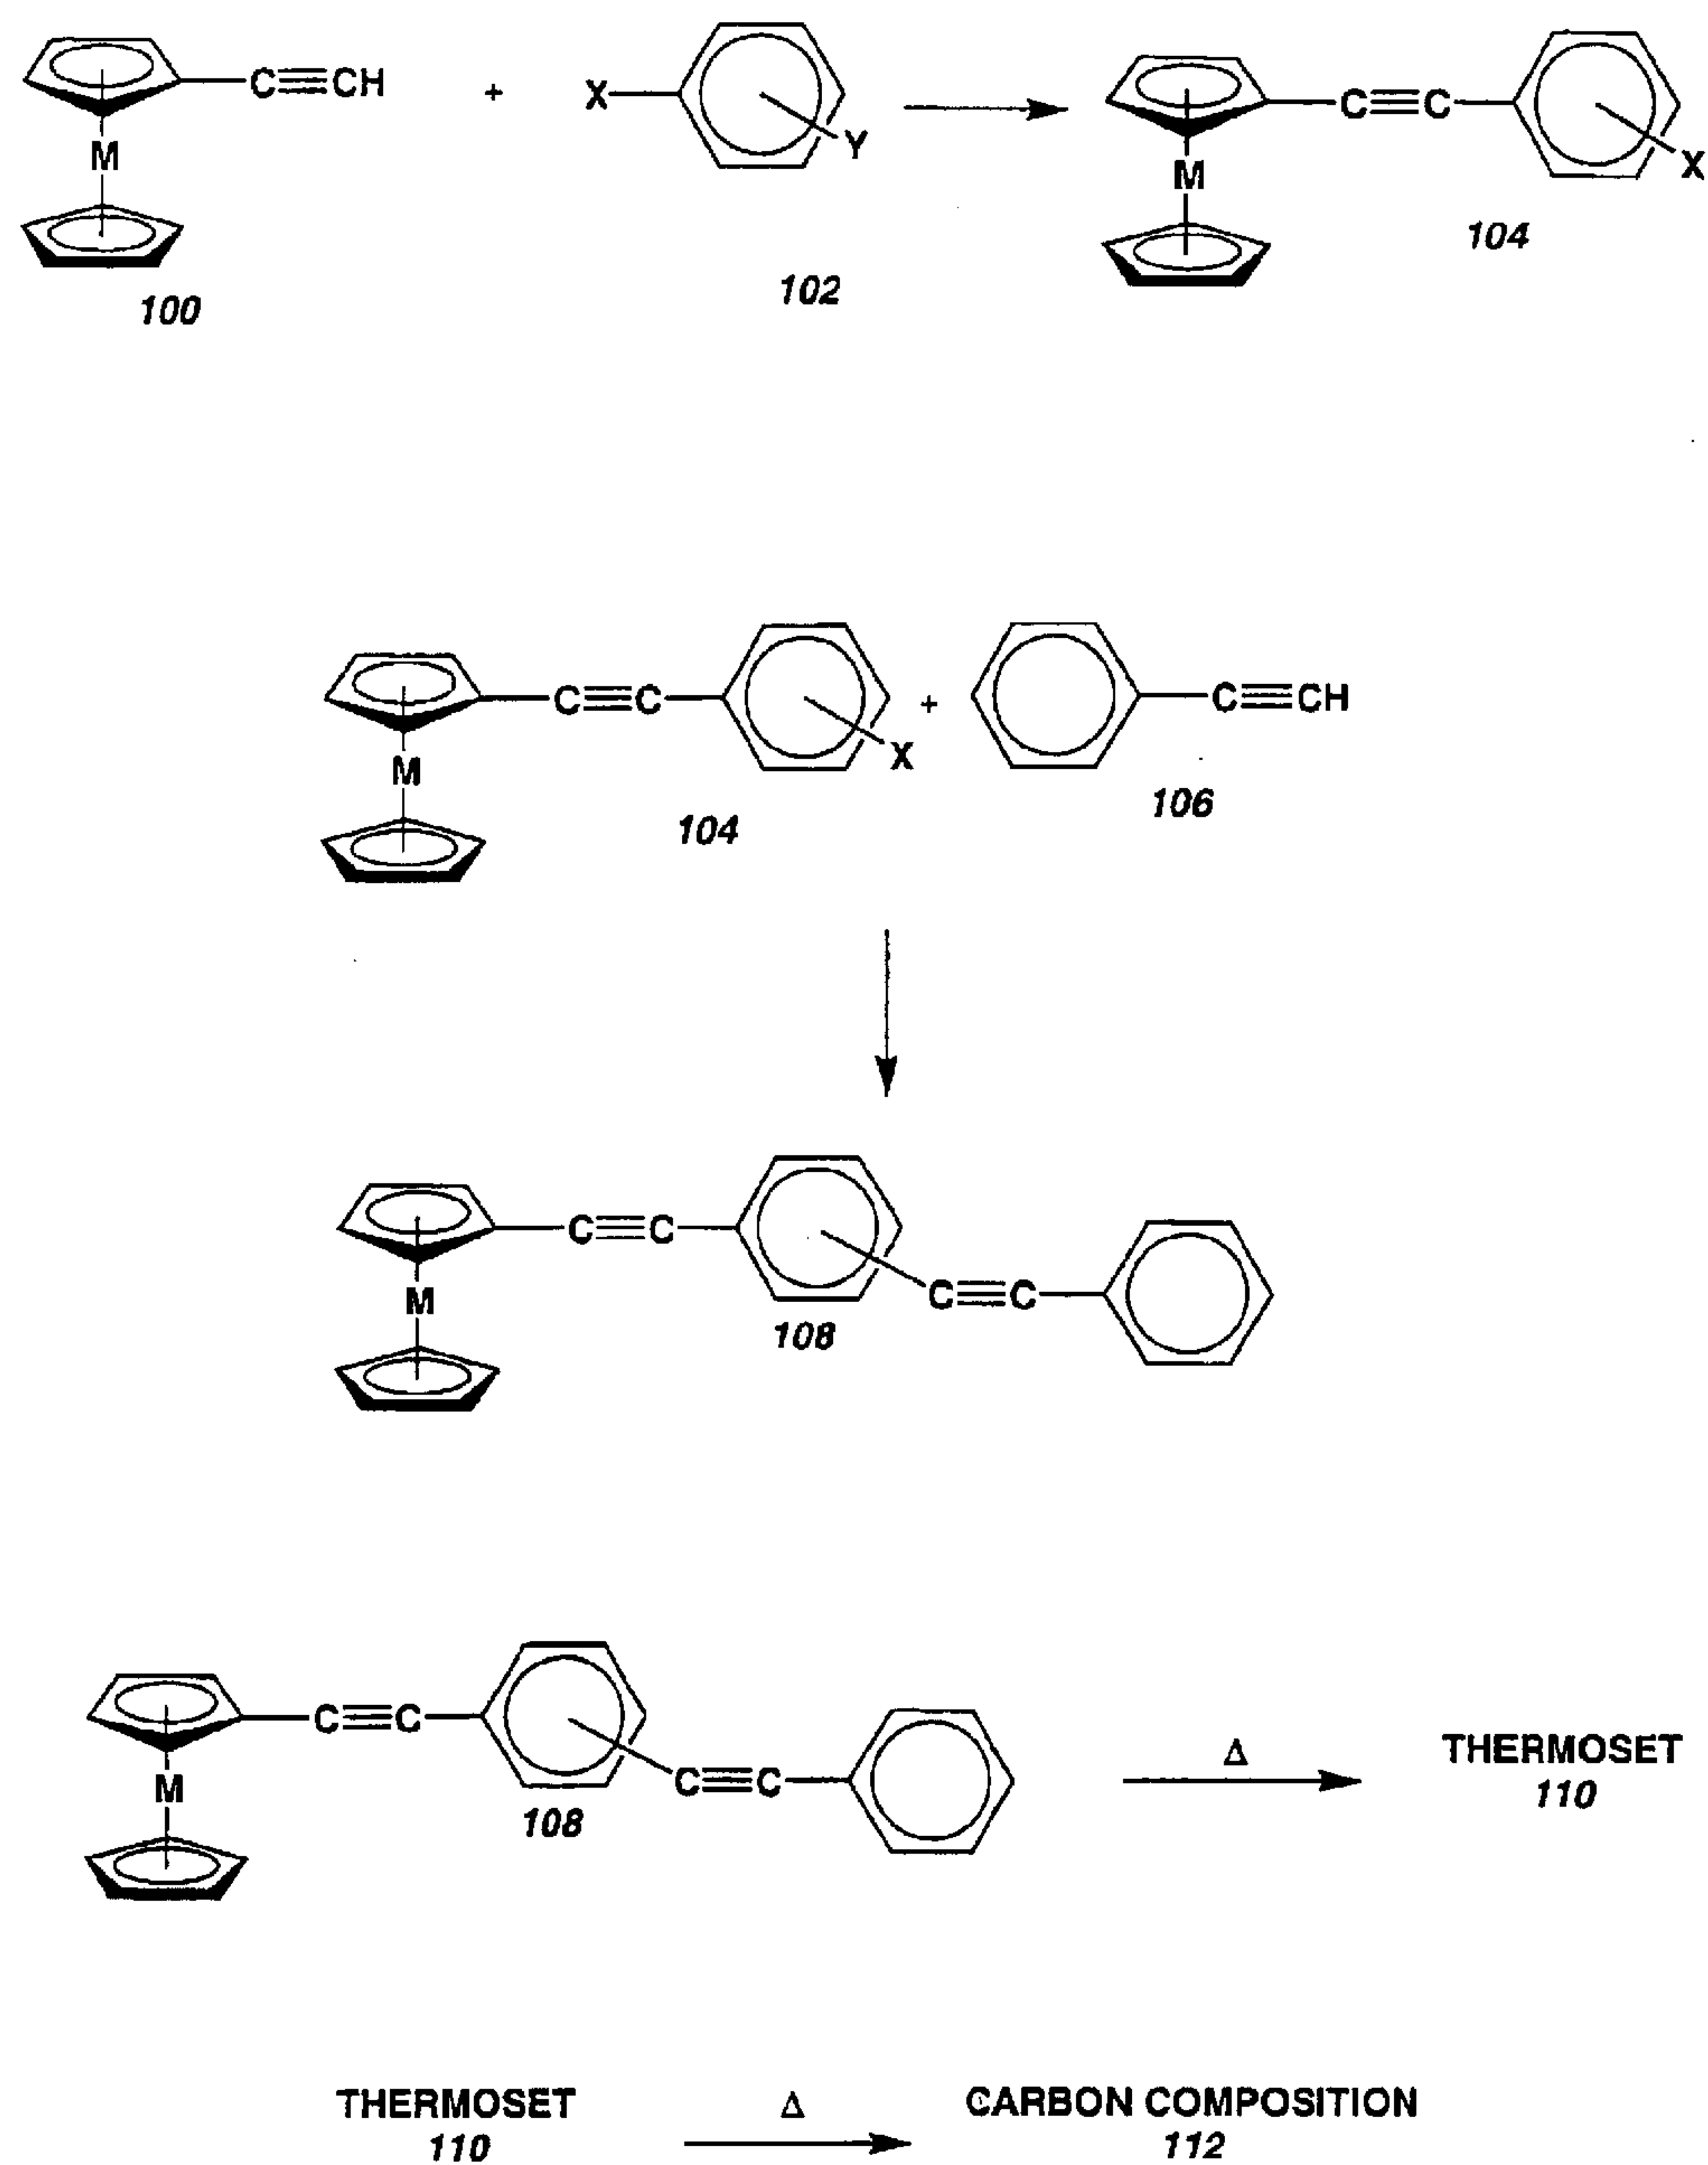 C≡CH + X Y C≡C X
M M
100 102 104
C≡C X + C≡CH
M
104 106
C≡C C≡C
M
108
C≡C C≡C
M
108
Δ THERMOSET
110
THERMOSET Δ CARBON COMPOSITION
110 112